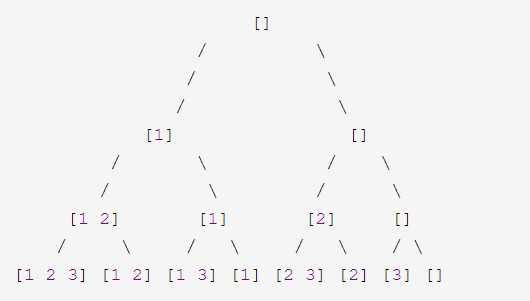 []
/ \
/ \
/ \
[1] []
/ \ / \
/ \ / \
[1 2] [1] [2] []
/ \ / \ / \ / \
[1 2 3] [1 2] [1 3] [1] [2 3] [2] [3] []